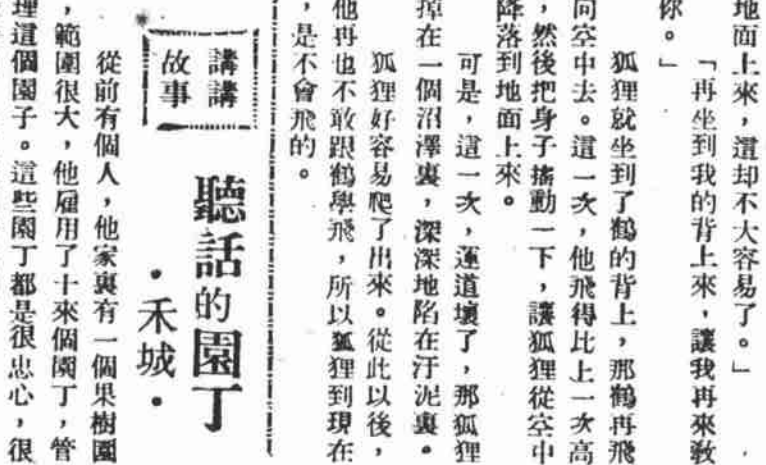 地面上來，這却不大容易了。」
「再坐到我的背上來，讓我再來教
你。」
狐狸就坐到了鶴的背上，那鶴再飛
向空中去。這一次，他飛得比上一次高
，然後把身子搖動一下，讓狐狸從空中
降落到地面上來。
可是，這一次，運道壞了，那狐狸
掉在一個沼澤裏，深深地陷在汙泥裏。
狐狸好容易爬了出來。從此以後，
他再也不敢跟鶴學飛，所以狐狸到現在
，是不會飛的。
講講
故事
聽話的園丁
·禾城·
從前有個人，他家裏有一個果樹園
，範圍很大，他雇用了十來個園丁，管
理這個園子。這些園丁都是很忠心，很